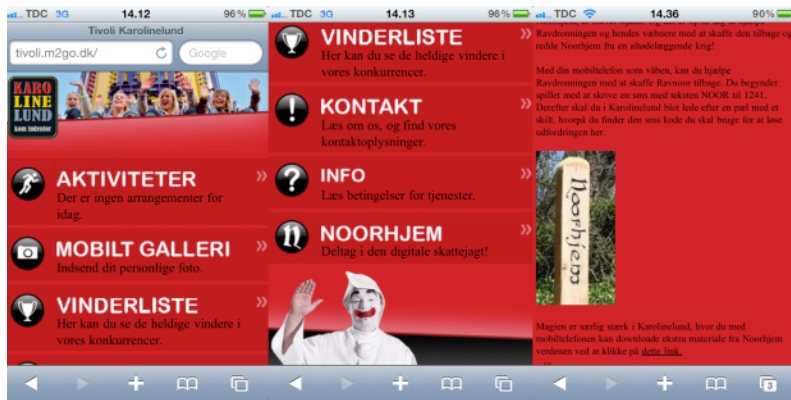 TDC 3G 14.12 96 %
Tivoli Karolinelund
tivoli.m2go.dk/
Google
KARO
LINE
LUND
kom indenfor
AKTIVITETER
Der er ingen arrangementer for
idag.
MOBILT GALLERI
Indsend dit personlige foto.
VINDERLISTE
Her kan du se de heldige vindere i
vores konkurrencer.
TDC 3G 14.13 96 %
VINDERLISTE
Her kan du se de heldige vindere i
vores konkurrencer.
KONTAKT
Læs om os, og find vores
kontaktoplysninger.
INFO
Læs betingelser for tjenester.
NOORHJEM
Deltag i den digitale skattejagt!
TDC 14.36 90 %
Ravdronningen og hendes væbnere med at skaffe den tilbage og
redde Noorhjem fra en altødelæggende krig!
Med din mobiltelefon som våben, kan du hjælpe
Ravdronningen med at skaffe Ravnoor tilbage. Du begynder
spillet med at skrive en sms med teksten NOOR til 1241.
Derefter skal du i Karolinelund blot lede efter en pæl med et
skilt, hvorpå du finder den sms kode du skal bruge for at løse
udfordringen her.
Noorhjem
Magien er særlig stærk i Karolinelund, hvor du med
mobiltelefonen kan downloade ekstra materiale fra Noorhjem
verdenen ved at klikke på dette link.
3